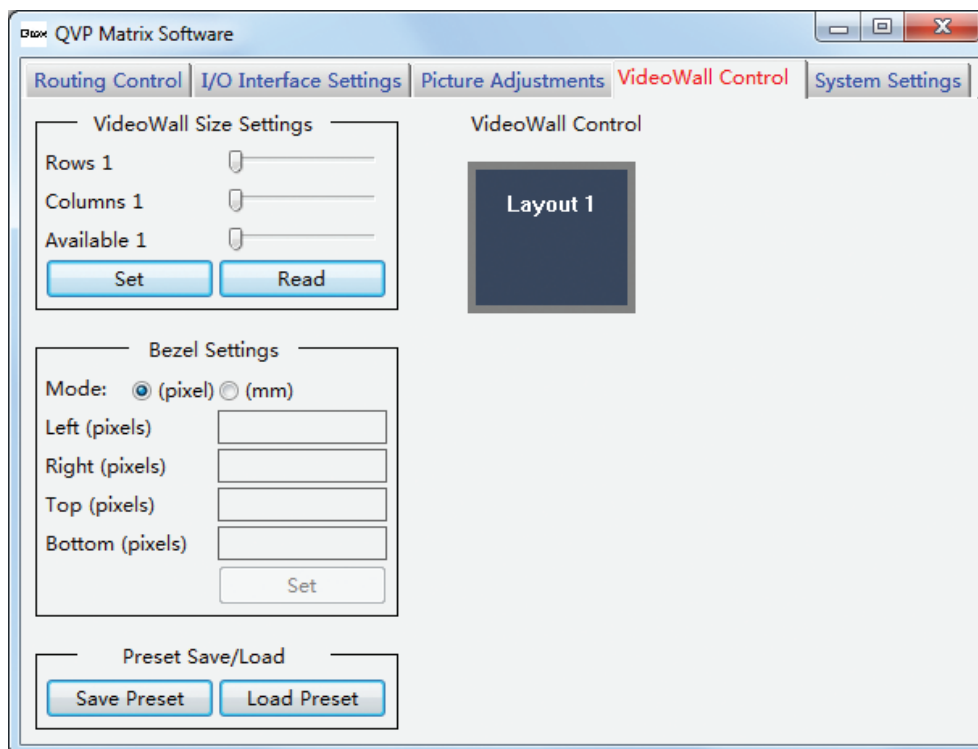 QVP Matrix Software
Routing Control I/O Interface Settings Picture Adjustments VideoWall Control System Settings
VideoWall Size Settings
Rows 1
Columns 1
Available 1
Set Read
Bezel Settings
Mode: (pixel) (mm)
Left (pixels)
Right (pixels)
Top (pixels)
Bottom (pixels)
Set
Preset Save/Load
Save Preset Load Preset
VideoWall Control
Layout 1